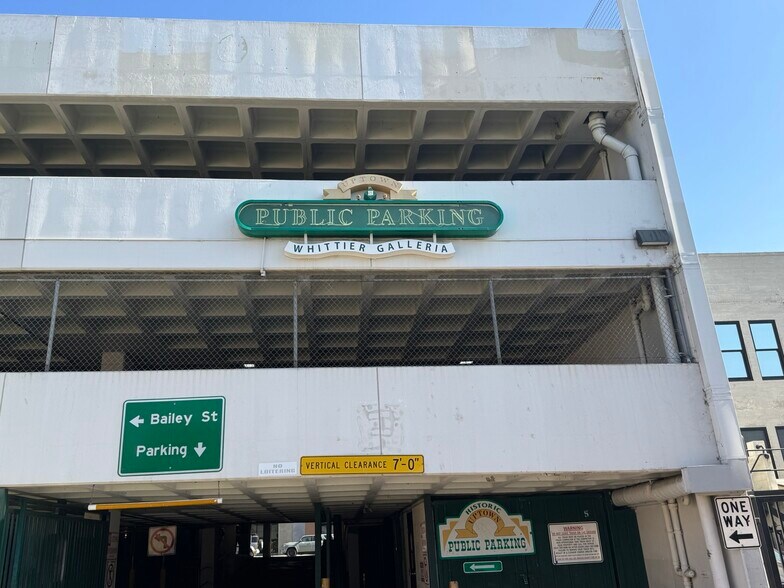 UPTOWN
PUBLIC PARKING
WHITTIER GALLERIA
← Bailey St
Parking ↓
NO
LOITERING
VERTICAL CLEARANCE 7'-0"
HISTORIC
UPTOWN
PUBLIC PARKING
WARNING
S
ONE
WAY